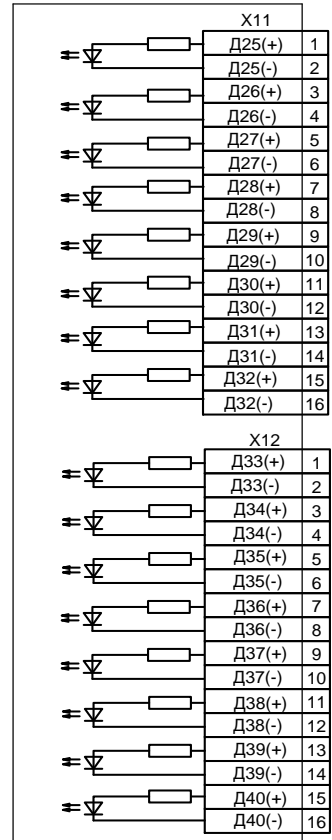 X11
Д25(+) 1
Д25(-) 2
Д26(+) 3
Д26(-) 4
Д27(+) 5
Д27(-) 6
Д28(+) 7
Д28(-) 8
Д29(+) 9
Д29(-) 10
Д30(+) 11
Д30(-) 12
Д31(+) 13
Д31(-) 14
Д32(+) 15
Д32(-) 16
X12
Д33(+) 1
Д33(-) 2
Д34(+) 3
Д34(-) 4
Д35(+) 5
Д35(-) 6
Д36(+) 7
Д36(-) 8
Д37(+) 9
Д37(-) 10
Д38(+) 11
Д38(-) 12
Д39(+) 13
Д39(-) 14
Д40(+) 15
Д40(-) 16